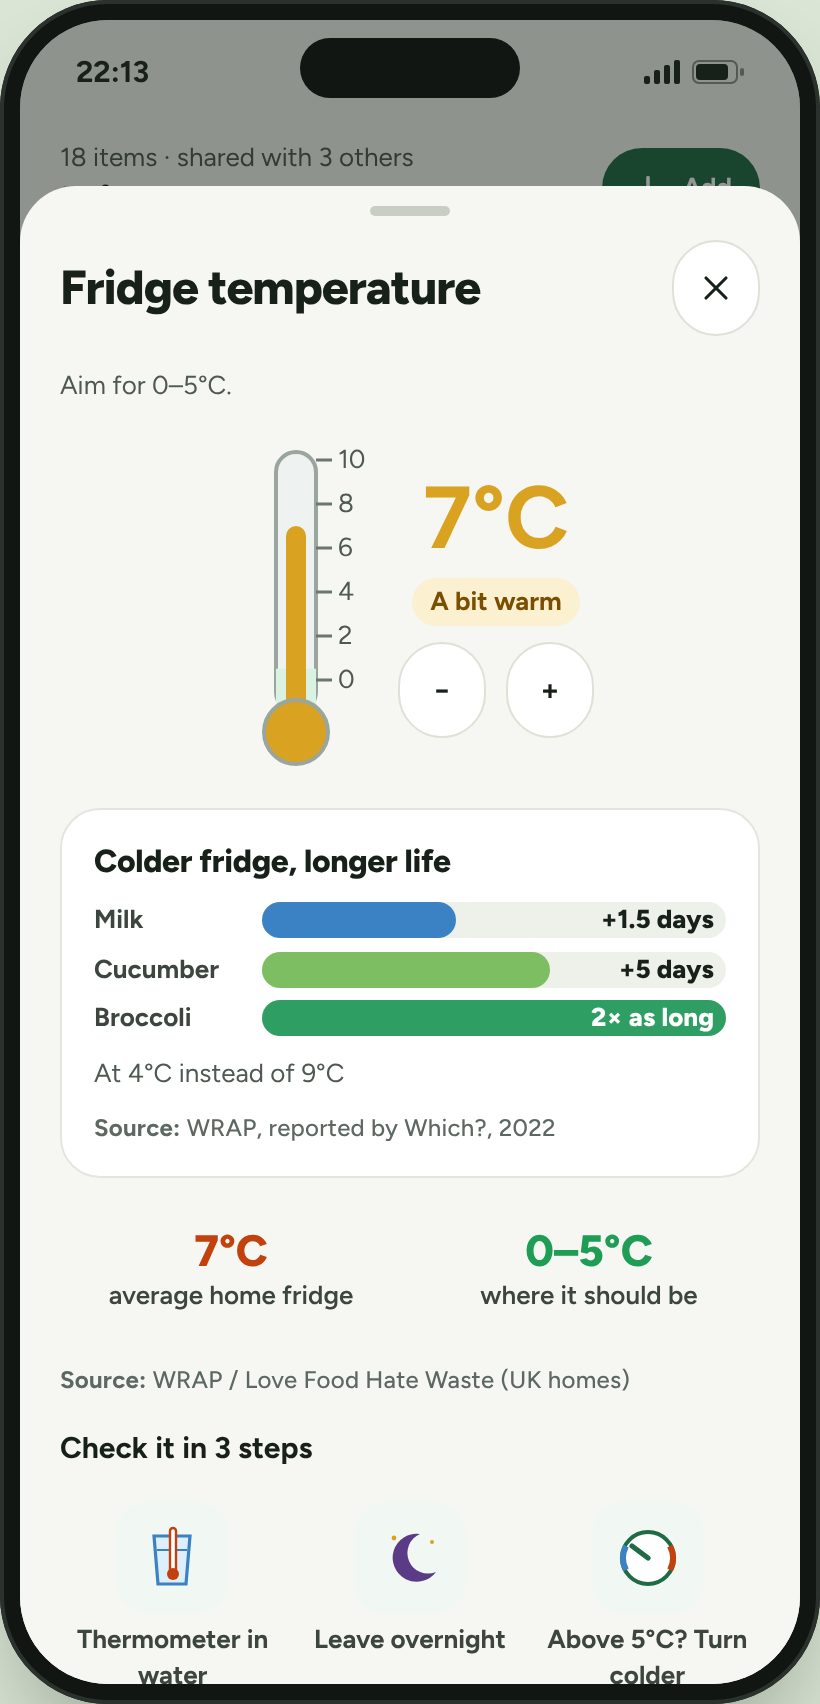 22:13
18 items · shared with 3 others
Add
Fridge temperature
Aim for 0–5°C.
10
8
6
4
2
0
7°C
A bit warm
- +
Colder fridge, longer life
Milk +1.5 days
Cucumber +5 days
Broccoli 2× as long
At 4°C instead of 9°C
Source: WRAP, reported by Which?, 2022
7°C 0–5°C
average home fridge where it should be
Source: WRAP / Love Food Hate Waste (UK homes)
Check it in 3 steps
Thermometer in water
Leave overnight
Above 5°C? Turn colder